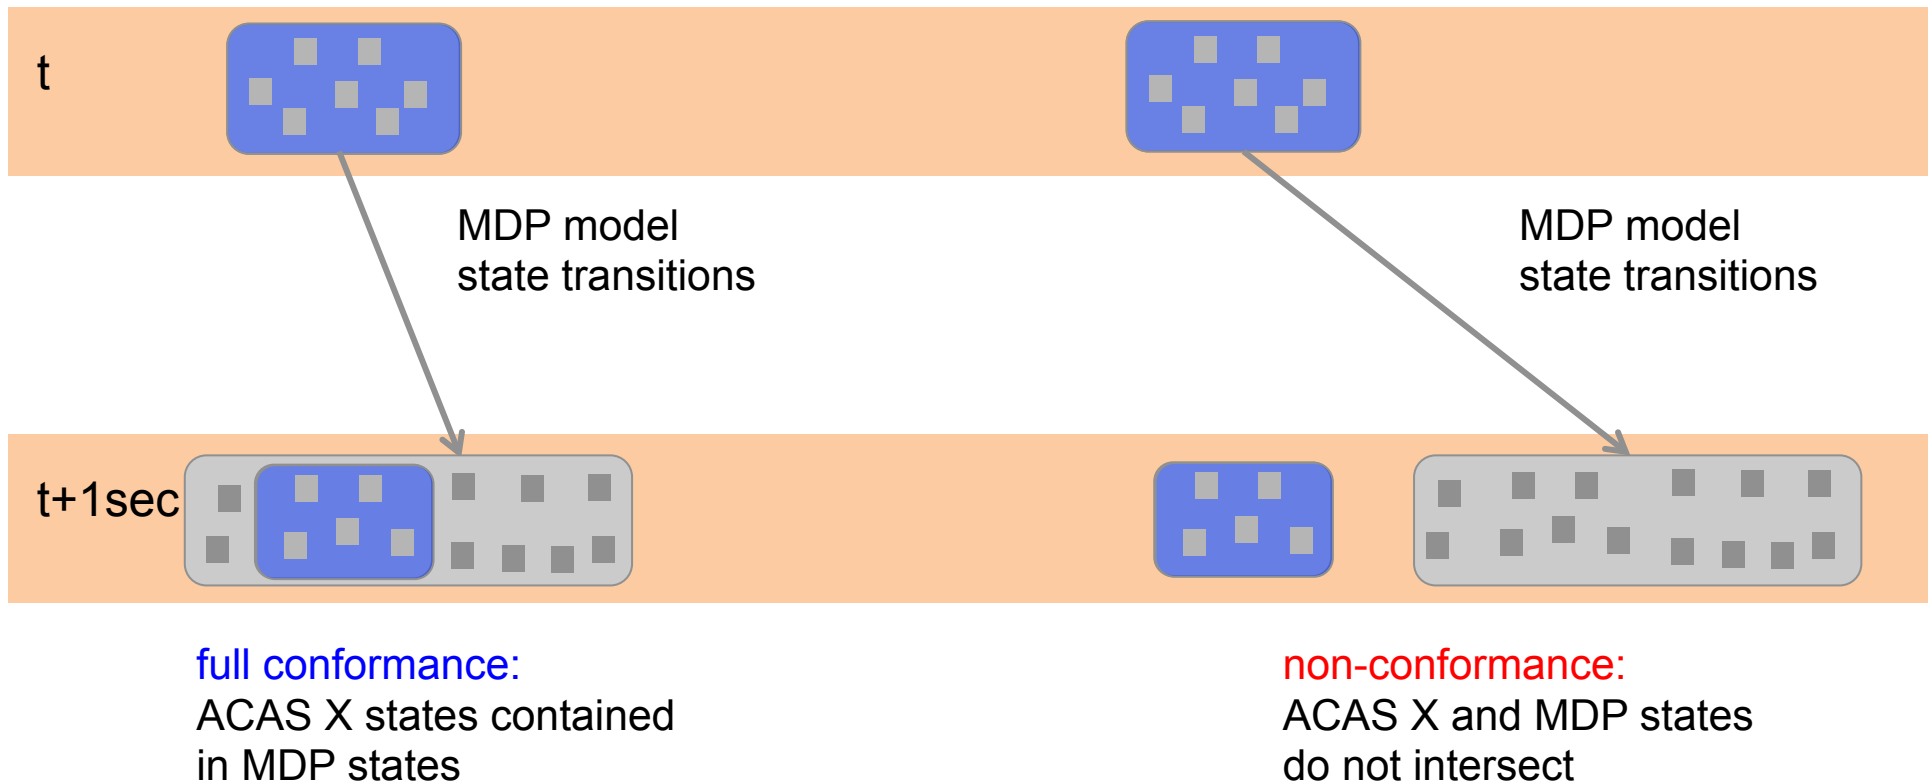 t
MDP model
state transitions
MDP model
state transitions
t+1sec
full conformance:
ACAS X states contained
in MDP states
non-conformance:
ACAS X and MDP states
do not intersect